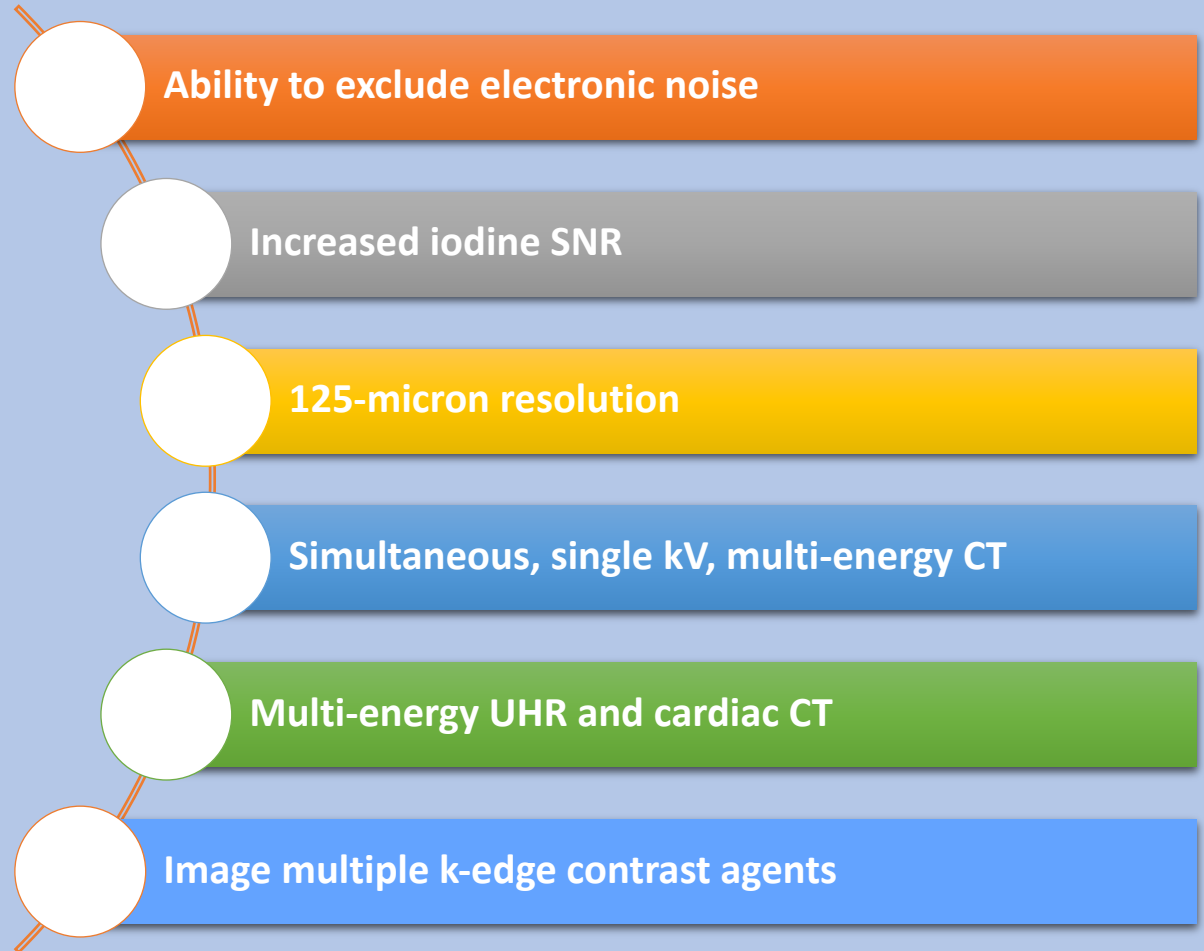 Ability to exclude electronic noise
Increased iodine SNR
125-micron resolution
Simultaneous, single kV, multi-energy CT
Multi-energy UHR and cardiac CT
Image multiple k-edge contrast agents